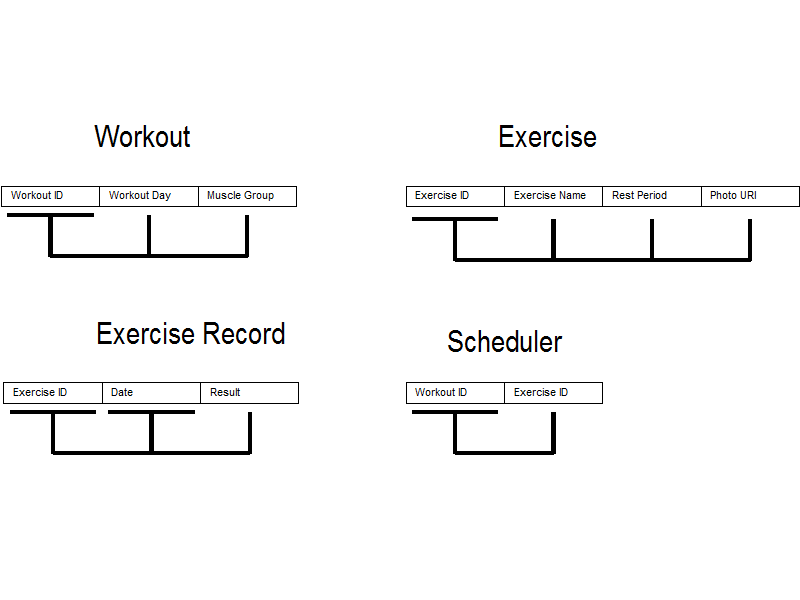 Workout
Exercise
Workout ID Workout Day Muscle Group
Exercise ID Exercise Name Rest Period Photo URI
Exercise Record
Scheduler
Exercise ID Date Result
Workout ID Exercise ID